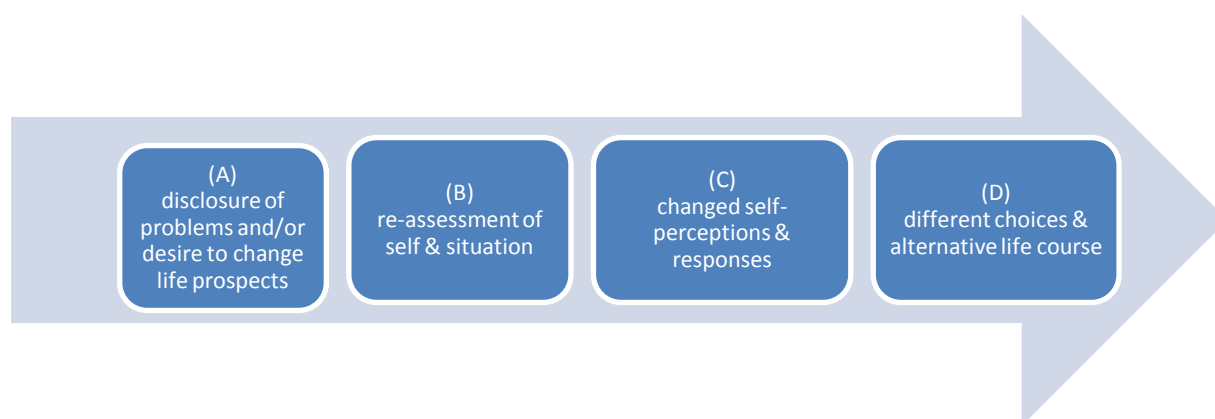 (A)
disclosure of
problems and/or
desire to change
life prospects
(B)
re-assessment of
self & situation
(C)
changed self-
perceptions &
responses
(D)
different choices &
alternative life course